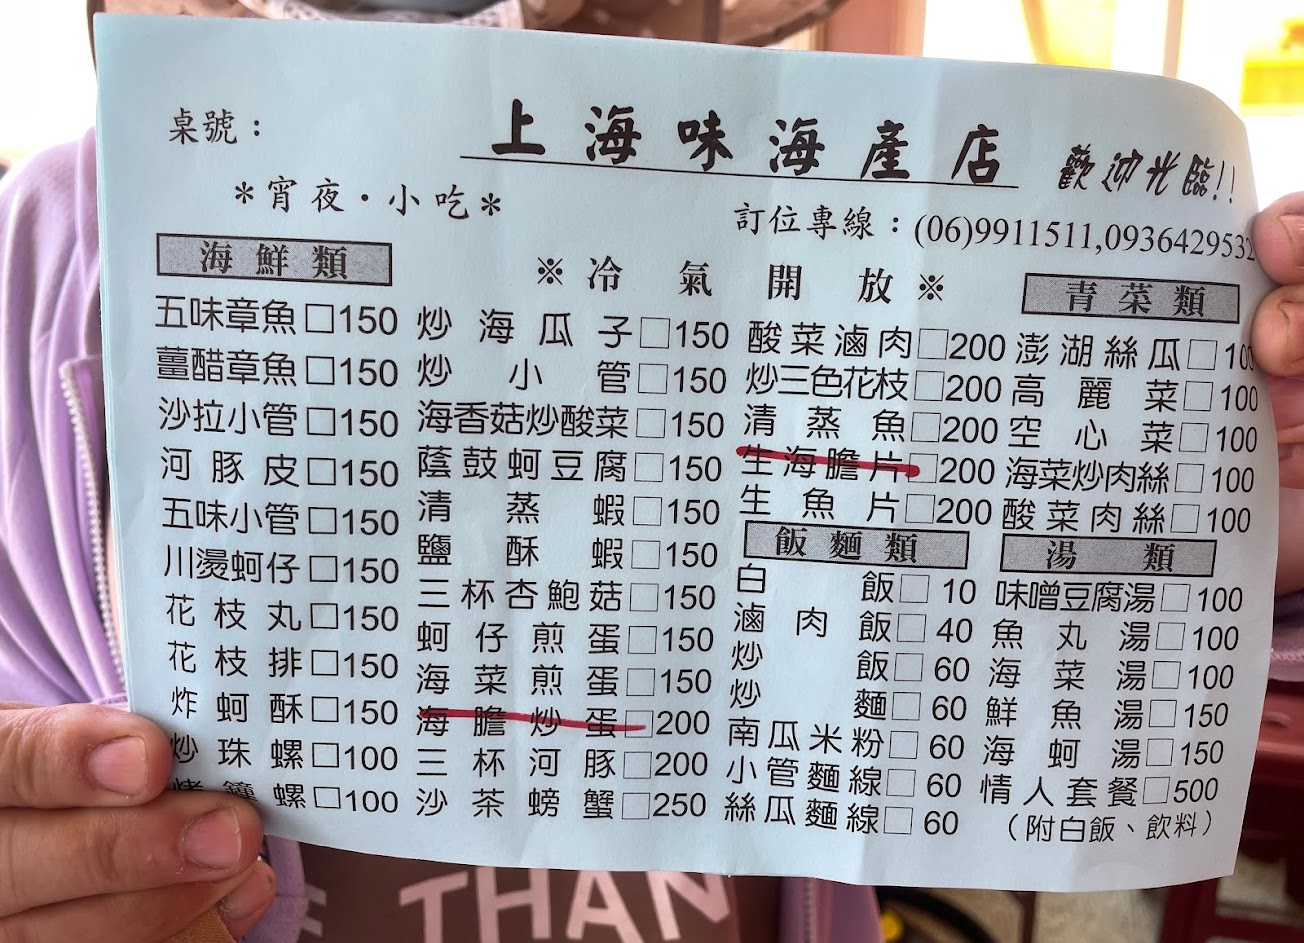 桌號：
上海味海產店 歡迎光臨!!
＊宵夜・小吃＊
訂位專線：(06)9911511,0936429532
※冷氣開放※
海鮮類
五味章魚□150
薑醋章魚□150
沙拉小管□150
河豚皮□150
五味小管□150
川燙蚵仔□150
花枝丸□150
花枝排□150
炸蚵酥□150
炒珠螺□100
烤鐘螺□100
炒海瓜子□150
炒小管□150
海香菇炒酸菜□150
蔭鼓蚵豆腐□150
清蒸蝦□150
鹽酥蝦□150
三杯杏鮑菇□150
蚵仔煎蛋□150
海菜煎蛋□150
海膽炒蛋□200
三杯河豚□200
沙茶螃蟹□250
酸菜滷肉□200
炒三色花枝□200
清蒸魚□200
生海膽片□200
生魚片□200
飯麵類
白飯□10
滷肉飯□40
炒飯□60
炒麵□60
南瓜米粉□60
小管麵線□60
絲瓜麵線□60
青菜類
澎湖絲瓜□100
高麗菜□100
空心菜□100
海菜炒肉絲□100
酸菜肉絲□100
湯類
味噌豆腐湯□100
魚丸湯□100
海菜湯□100
鮮魚湯□150
海蚵湯□150
情人套餐□500
（附白飯、飲料）
THAN